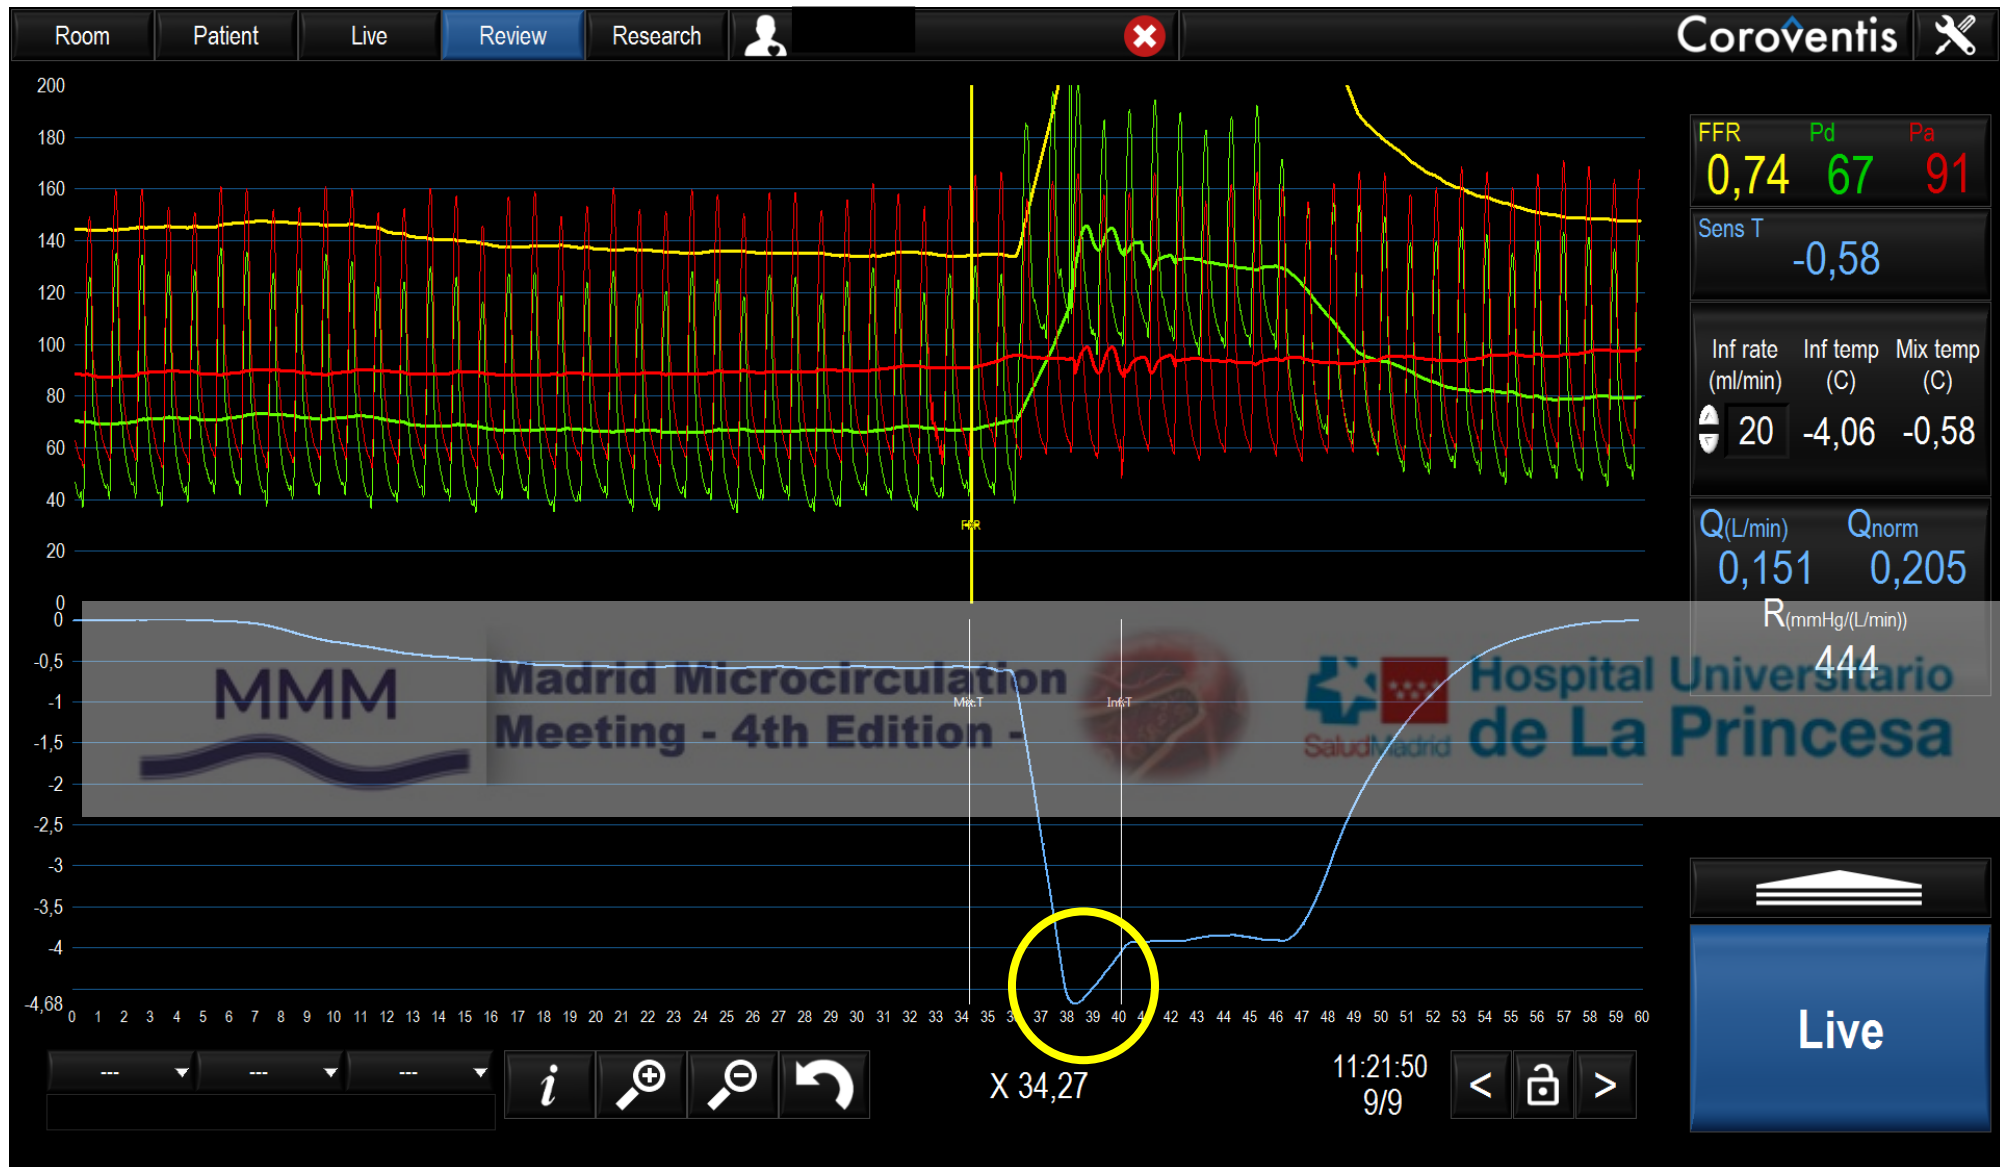 Room Patient Live Review Research Coroventis
200
180
160
140
120
100
80
60
40
20
0
FFR
FFR Pd Pa
0,74 67 91
Sens T
-0,58
Inf rate (ml/min) Inf temp (C) Mix temp (C)
20 -4,06 -0,58
Q(L/min) Qnorm
0,151 0,205
R(mmHg/(L/min))
444
0
-0,5
-1
-1,5
-2
-2,5
-3
-3,5
-4
-4,68
Mix T Inf T
MMM
Madrid Microcirculation
Meeting - 4th Edition -
SaludMadrid
Hospital Universitario
de La Princesa
0 1 2 3 4 5 6 7 8 9 10 11 12 13 14 15 16 17 18 19 20 21 22 23 24 25 26 27 28 29 30 31 32 33 34 35 37 38 39 40 42 43 44 45 46 47 48 49 50 51 52 53 54 55 56 57 58 59 60
--- --- ---
i
X 34,27
11:21:50
9/9
< >
Live